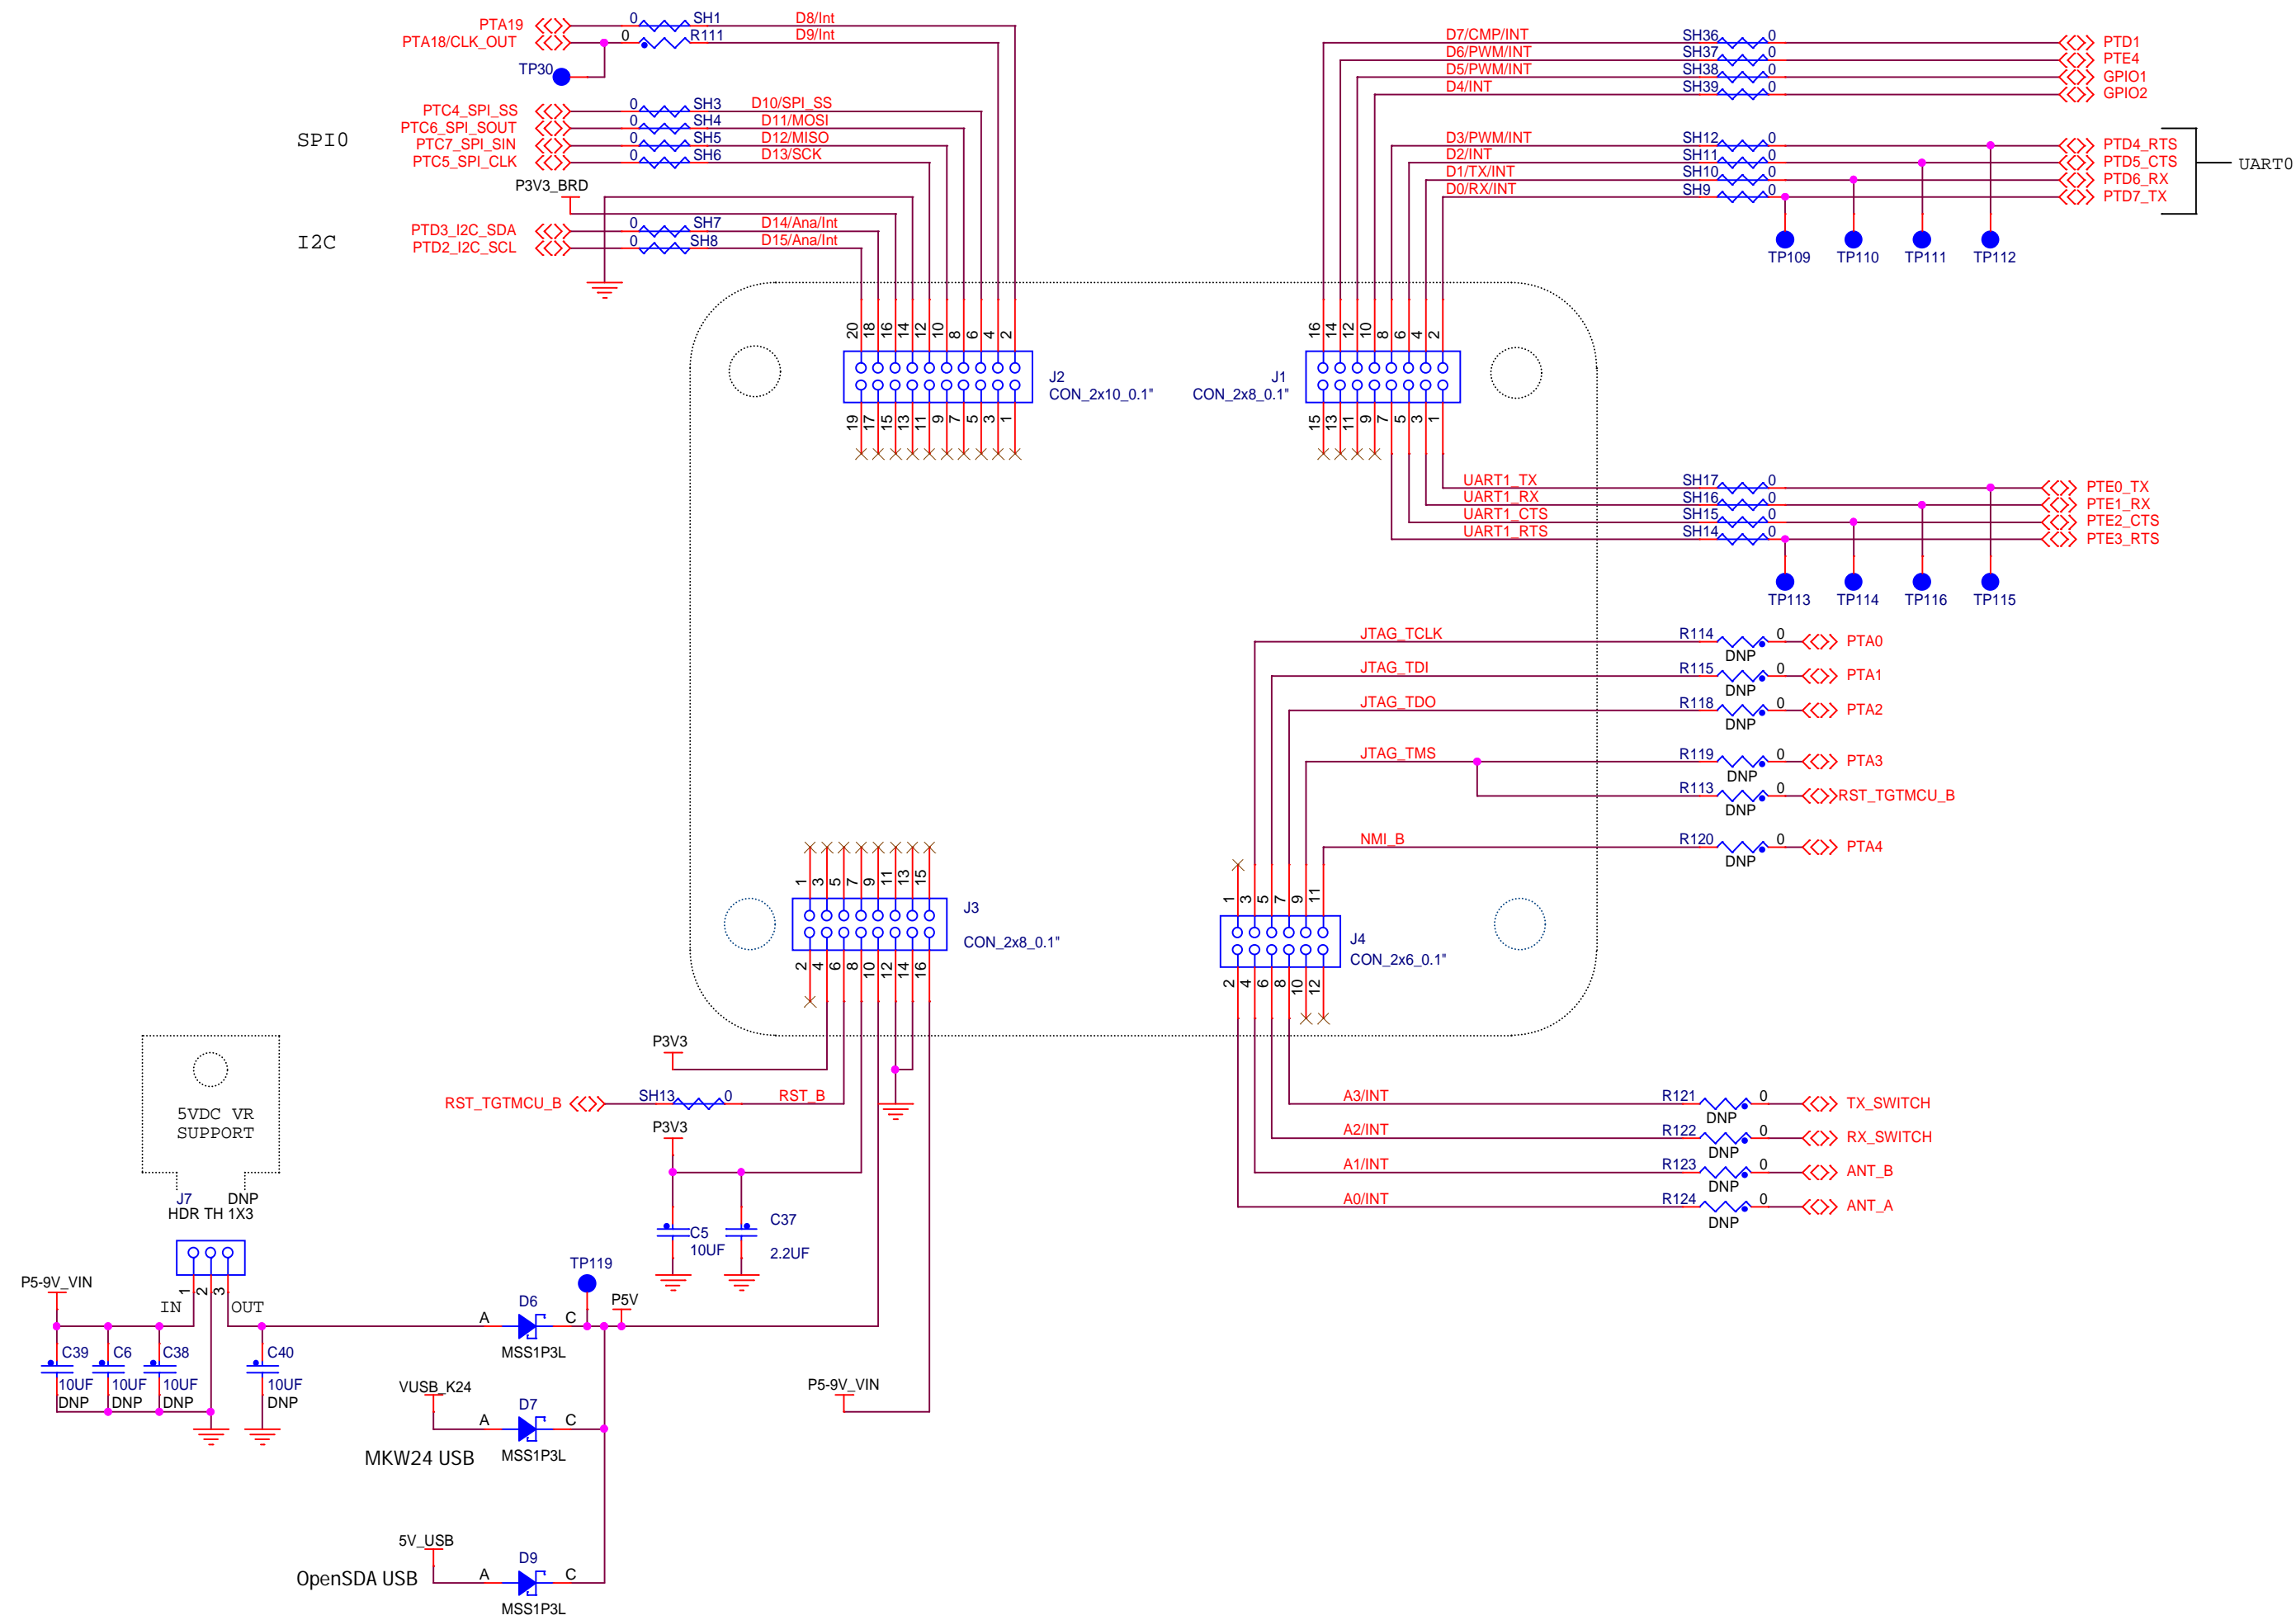 PTA19 0 SH1 D8/Int
PTA18/CLK_OUT 0 R111 D9/Int
TP30
SPI0
PTC4_SPI_SS 0 SH3 D10/SPI_SS
PTC6_SPI_SOUT 0 SH4 D11/MOSI
PTC7_SPI_SIN 0 SH5 D12/MISO
PTC5_SPI_CLK 0 SH6 D13/SCK
P3V3_BRD
I2C
PTD3_I2C_SDA 0 SH7 D14/Ana/Int
PTD2_I2C_SCL 0 SH8 D15/Ana/Int
D7/CMP/INT SH36 0 PTD1
D6/PWM/INT SH37 0 PTE4
D5/PWM/INT SH38 0 GPIO1
D4/INT SH39 0 GPIO2
D3/PWM/INT SH12 0 PTD4_RTS
D2/INT SH11 0 PTD5_CTS
D1/TX/INT SH10 0 PTD6_RX
D0/RX/INT SH9 0 PTD7_TX
UART0
TP109 TP110 TP111 TP112
20 18 16 14 12 10 8 6 4 2
J2
CON_2x10_0.1"
19 17 15 13 11 9 7 5 3 1
16 14 12 10 8 6 4 2
J1
CON_2x8_0.1"
15 13 11 9 7 5 3 1
UART1_TX SH17 0 PTE0_TX
UART1_RX SH16 0 PTE1_RX
UART1_CTS SH15 0 PTE2_CTS
UART1_RTS SH14 0 PTE3_RTS
TP113 TP114 TP116 TP115
JTAG_TCLK R114 0 PTA0
DNP
JTAG_TDI R115 0 PTA1
DNP
JTAG_TDO R118 0 PTA2
DNP
JTAG_TMS R119 0 PTA3
DNP
R113 0 RST_TGTMCU_B
DNP
NMI_B R120 0 PTA4
DNP
1 3 5 7 9 11 13 15
J3
CON_2x8_0.1"
2 4 6 8 10 12 14 16
1 3 5 7 9 11
J4
CON_2x6_0.1"
2 4 6 8 10 12
P3V3
RST_TGTMCU_B SH13 0 RST_B
P3V3
C5
10UF
C37
2.2UF
A3/INT R121 0 TX_SWITCH
DNP
A2/INT R122 0 RX_SWITCH
DNP
A1/INT R123 0 ANT_B
DNP
A0/INT R124 0 ANT_A
DNP
5VDC VR
SUPPORT
J7 DNP
HDR TH 1X3
P5-9V_VIN
IN 1 2 3 OUT
C39
10UF
DNP
C6
10UF
DNP
C38
10UF
DNP
C40
10UF
DNP
TP119
P5V
A D6 C
MSS1P3L
VUSB_K24
A D7 C
MSS1P3L
MKW24 USB
P5-9V_VIN
5V_USB
A D9 C
MSS1P3L
OpenSDA USB